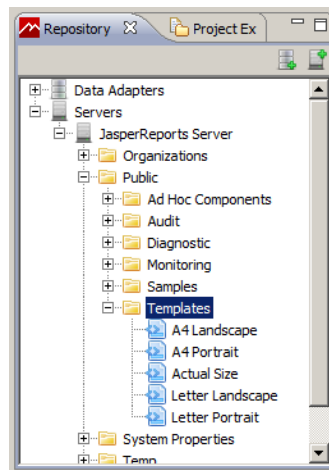 Repository Project Ex
Data Adapters
Servers
JasperReports Server
Organizations
Public
Ad Hoc Components
Audit
Diagnostic
Monitoring
Samples
Templates
A4 Landscape
A4 Portrait
Actual Size
Letter Landscape
Letter Portrait
System Properties
Temp